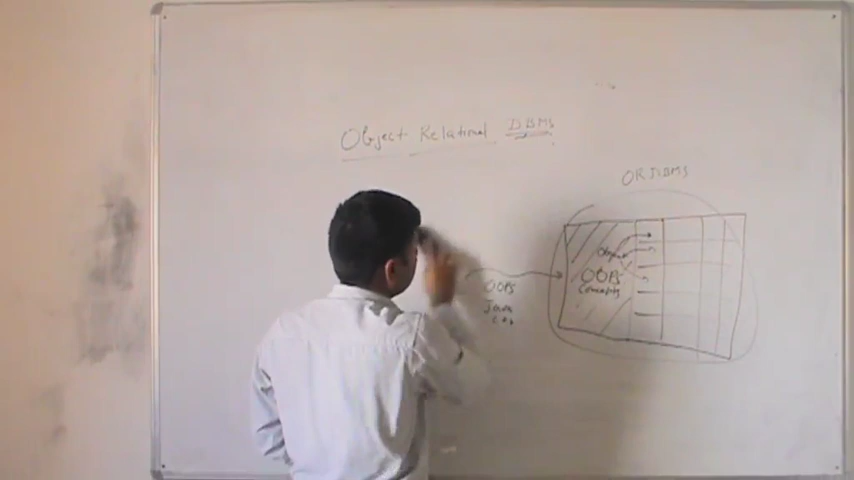 Object Relational DBMS
ORDBMS
Object
OOPS
Concepts
OOPS
Java